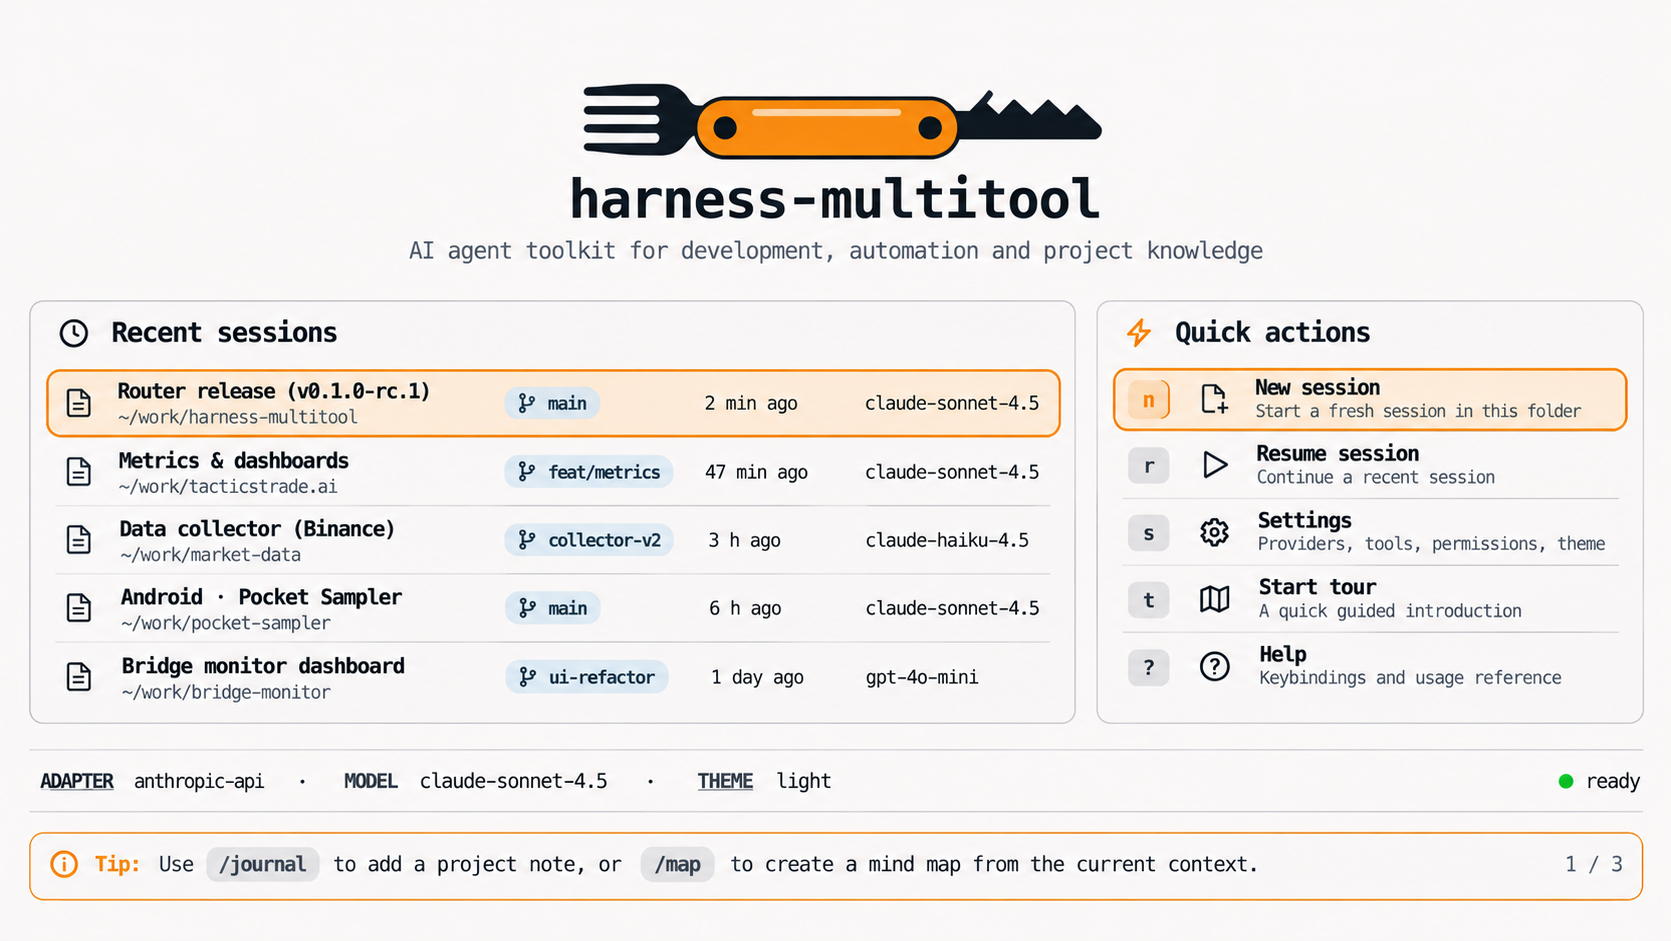 harness-multitool
AI agent toolkit for development, automation and project knowledge
Recent sessions
Router release (v0.1.0-rc.1)
~/work/harness-multitool
main
2 min ago
claude-sonnet-4.5
Metrics & dashboards
~/work/tacticstrade.ai
feat/metrics
47 min ago
claude-sonnet-4.5
Data collector (Binance)
~/work/market-data
collector-v2
3 h ago
claude-haiku-4.5
Android · Pocket Sampler
~/work/pocket-sampler
main
6 h ago
claude-sonnet-4.5
Bridge monitor dashboard
~/work/bridge-monitor
ui-refactor
1 day ago
gpt-4o-mini
Quick actions
n
New session
Start a fresh session in this folder
r
Resume session
Continue a recent session
s
Settings
Providers, tools, permissions, theme
t
Start tour
A quick guided introduction
?
Help
Keybindings and usage reference
ADAPTER anthropic-api · MODEL claude-sonnet-4.5 · THEME light
ready
Tip: Use /journal to add a project note, or /map to create a mind map from the current context.
1 / 3